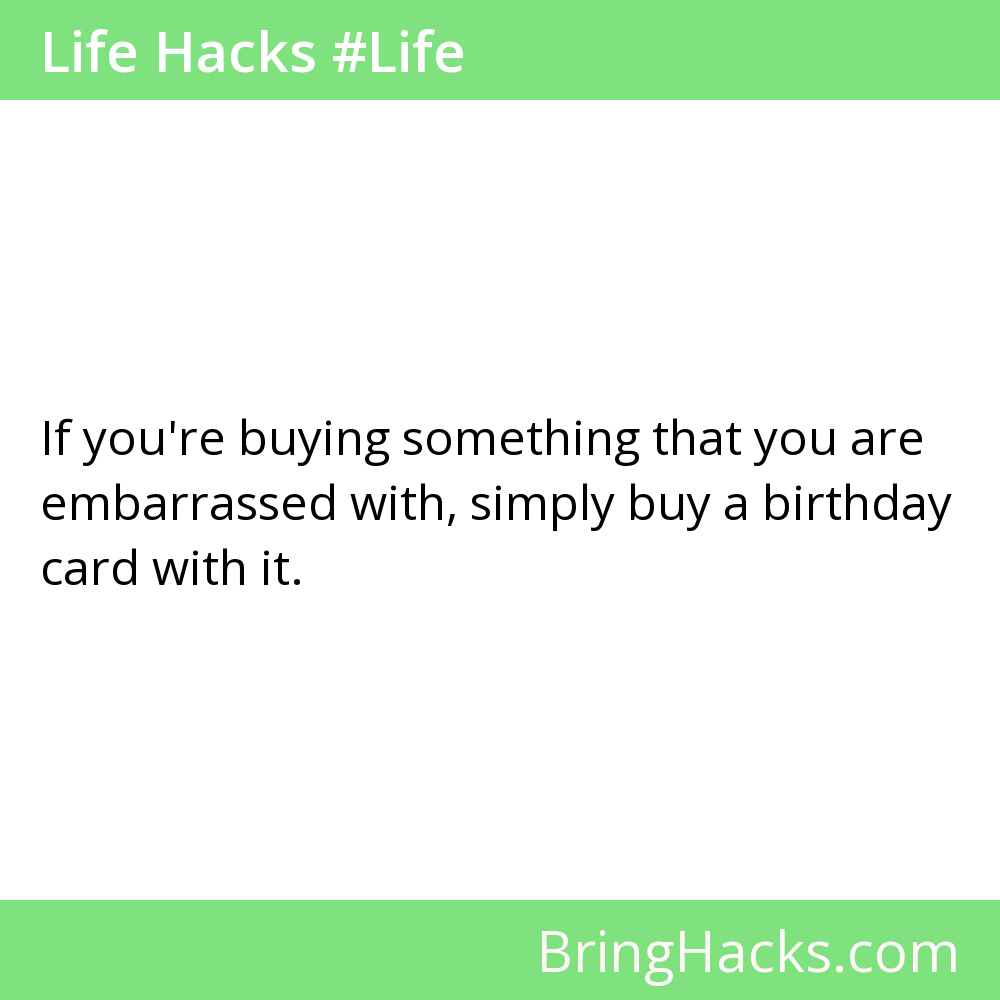 Life Hacks #Life
If you're buying something that you are
embarrassed with, simply buy a birthday
card with it.
BringHacks.com